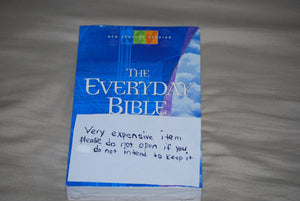 NEW CENTURY VERSION
THE
EVERYDAY
BIBLE
Very expensive item
Please do not open if you
do not intend to keep it